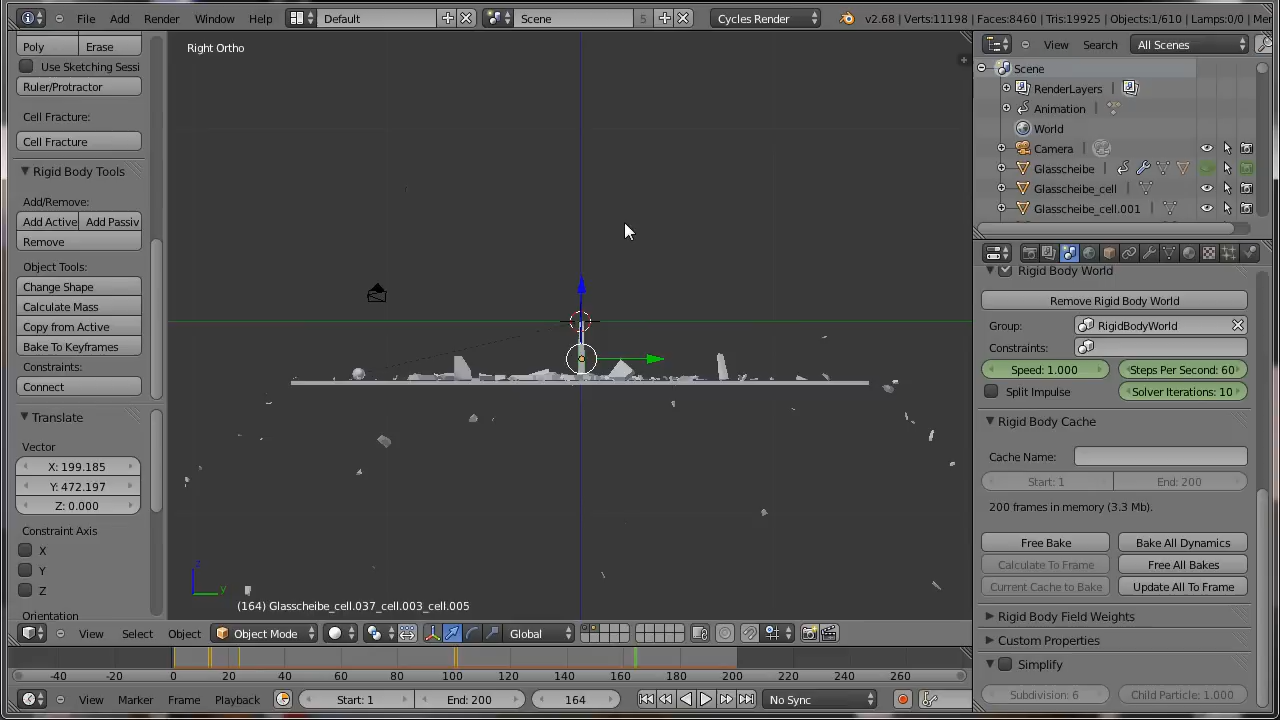 File Add Render Window Help Default Scene 5 Cycles Render v2.68 | Verts:11198 | Faces:8460 | Tris:19925 | Objects:1/610 | Lamps:0/0 | Mer
Poly Erase
Use Sketching Sessi
Ruler/Protractor
Cell Fracture:
Cell Fracture
Rigid Body Tools
Add/Remove:
Add Active Add Passiv
Remove
Object Tools:
Change Shape
Calculate Mass
Copy from Active
Bake To Keyframes
Constraints:
Connect
Translate
Vector
X: 199.185
Y: 472.197
Z: 0.000
Constraint Axis
X
Y
Z
Orientation
Right Ortho
z
y
(164) Glasscheibe_cell.037_cell.003_cell.005
View Select Object Object Mode Global
-40 -20 0 20 40 60 80 100 120 140 160 180 200 220 240 260
View Marker Frame Playback Start: 1 End: 200 164 No Sync
View Search All Scenes
Scene
RenderLayers
Animation
World
Camera
Glasscheibe
Glasscheibe_cell
Glasscheibe_cell.001
Rigid Body World
Remove Rigid Body World
Group: RigidBodyWorld
Constraints:
Speed: 1.000 Steps Per Second: 60
Split Impulse Solver Iterations: 10
Rigid Body Cache
Cache Name:
Start: 1 End: 200
200 frames in memory (3.3 Mb).
Free Bake Bake All Dynamics
Calculate To Frame Free All Bakes
Current Cache to Bake Update All To Frame
Rigid Body Field Weights
Custom Properties
Simplify
Subdivision: 6 Child Particle: 1.000